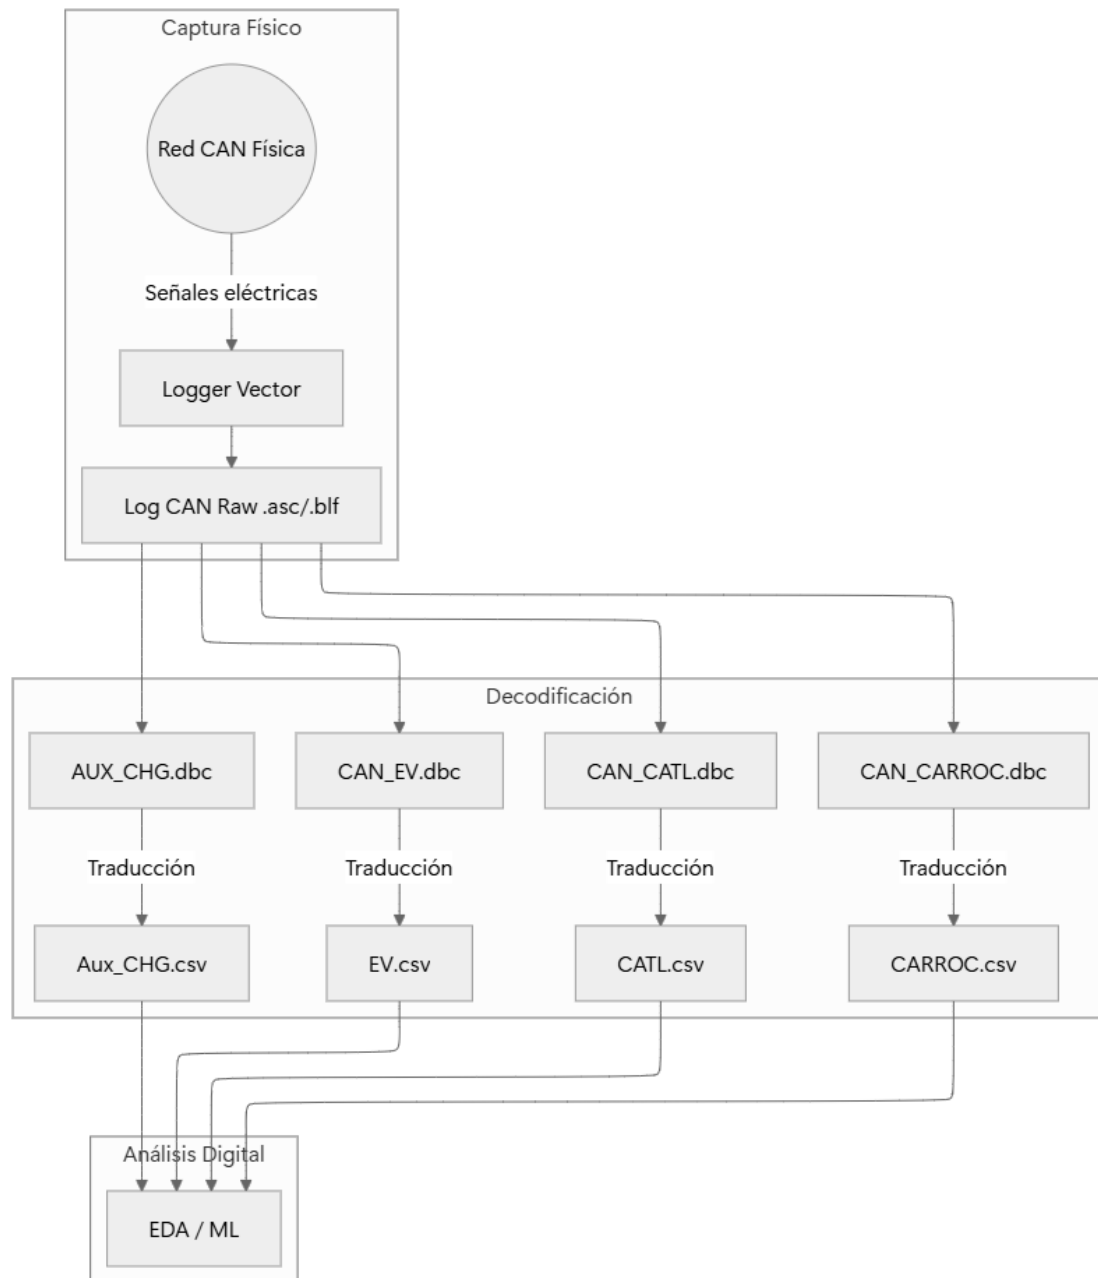 Captura Físico
Red CAN Física
Señales eléctricas
Logger Vector
Log CAN Raw .asc/.blf
Decodificación
AUX_CHG.dbc
CAN_EV.dbc
CAN_CATL.dbc
CAN_CARROC.dbc
Traducción
Traducción
Traducción
Traducción
Aux_CHG.csv
EV.csv
CATL.csv
CARROC.csv
Análisis Digital
EDA / ML